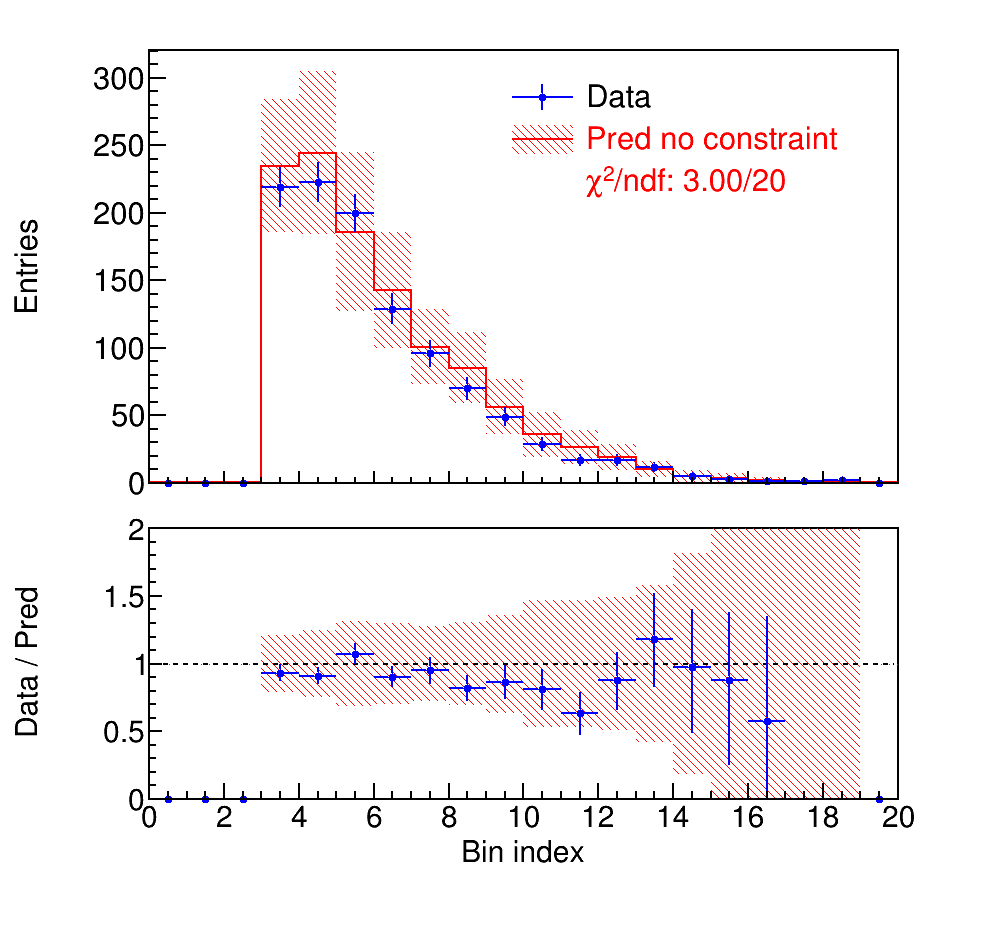 Entries
300
250
200
150
100
50
0
Data
Pred no constraint
χ²/ndf: 3.00/20
Data / Pred
2
1.5
1
0.5
0
0 2 4 6 8 10 12 14 16 18 20
Bin index